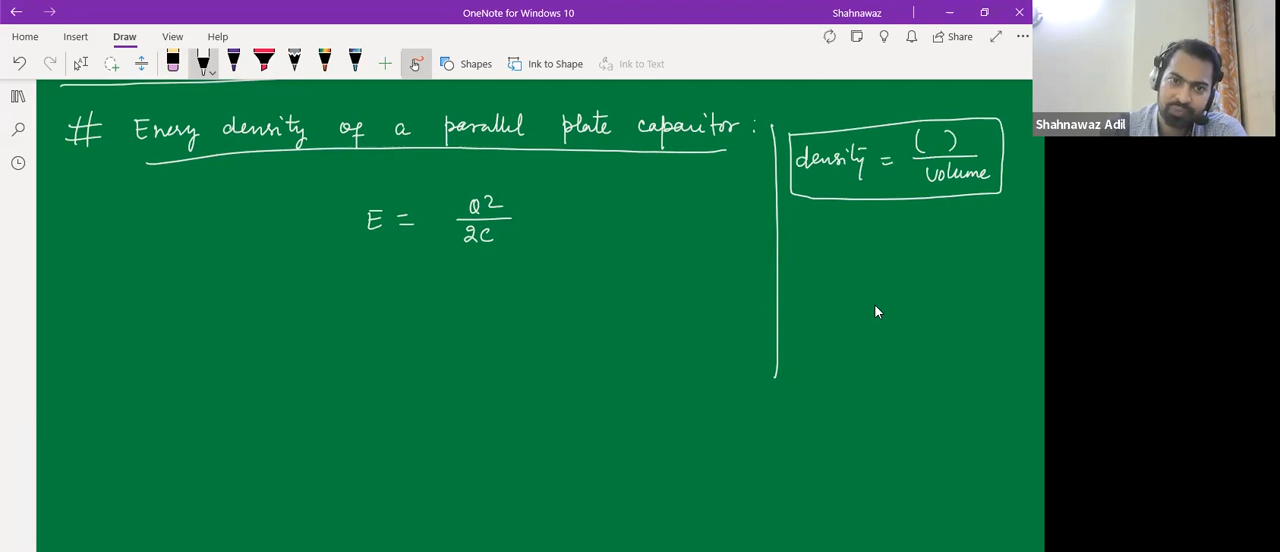 OneNote for Windows 10
Shahnawaz
Home Insert Draw View Help
Share
Shapes
Ink to Shape
Ink to Text
Shahnawaz Adil
# Enery density of a parallel plate capacitor :
density = ( ) / volume
E = Q2 / 2C